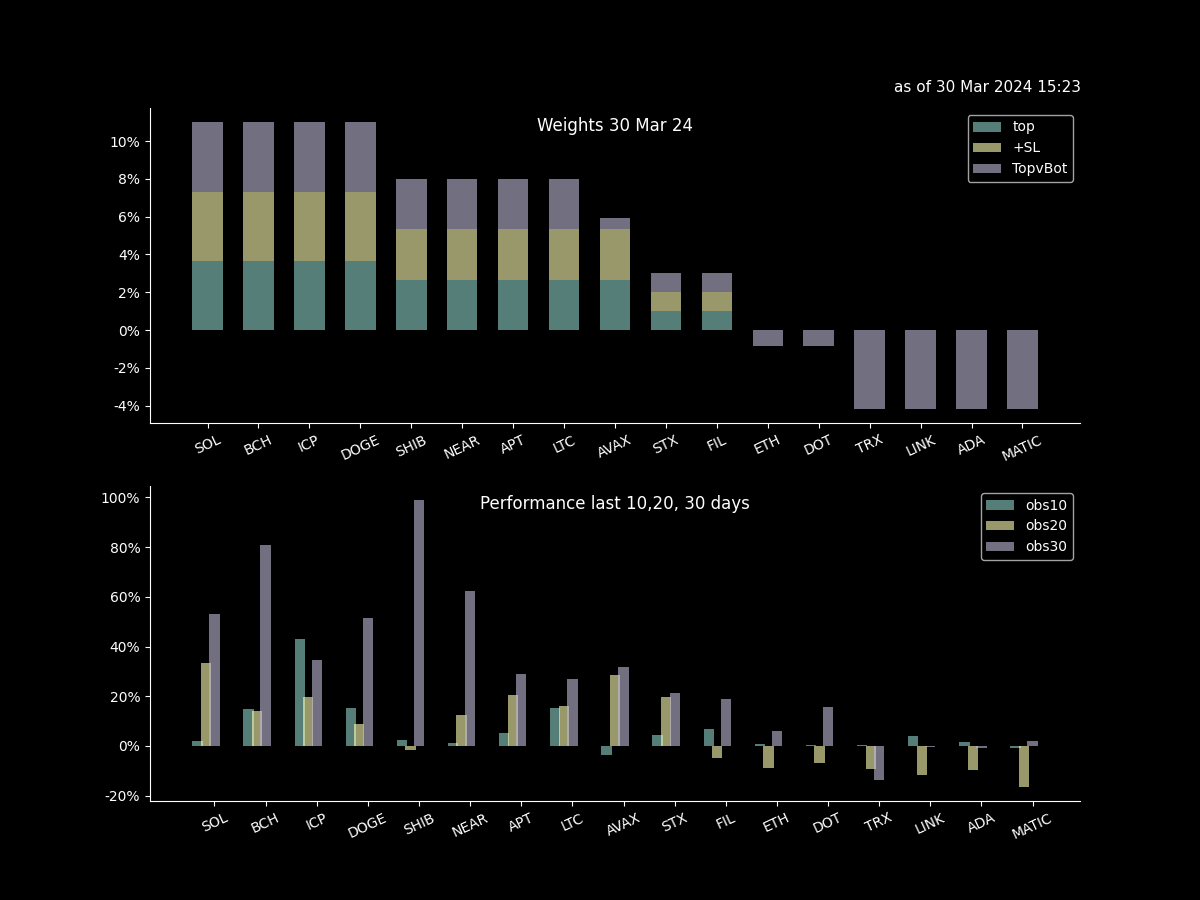 as of 30 Mar 2024 15:23
Weights 30 Mar 24
top
+SL
TopvBot
10%
8%
6%
4%
2%
0%
-2%
-4%
SOL BCH ICP DOGE SHIB NEAR APT LTC AVAX STX FIL ETH DOT TRX LINK ADA MATIC
Performance last 10,20, 30 days
obs10
obs20
obs30
100%
80%
60%
40%
20%
0%
-20%
SOL BCH ICP DOGE SHIB NEAR APT LTC AVAX STX FIL ETH DOT TRX LINK ADA MATIC